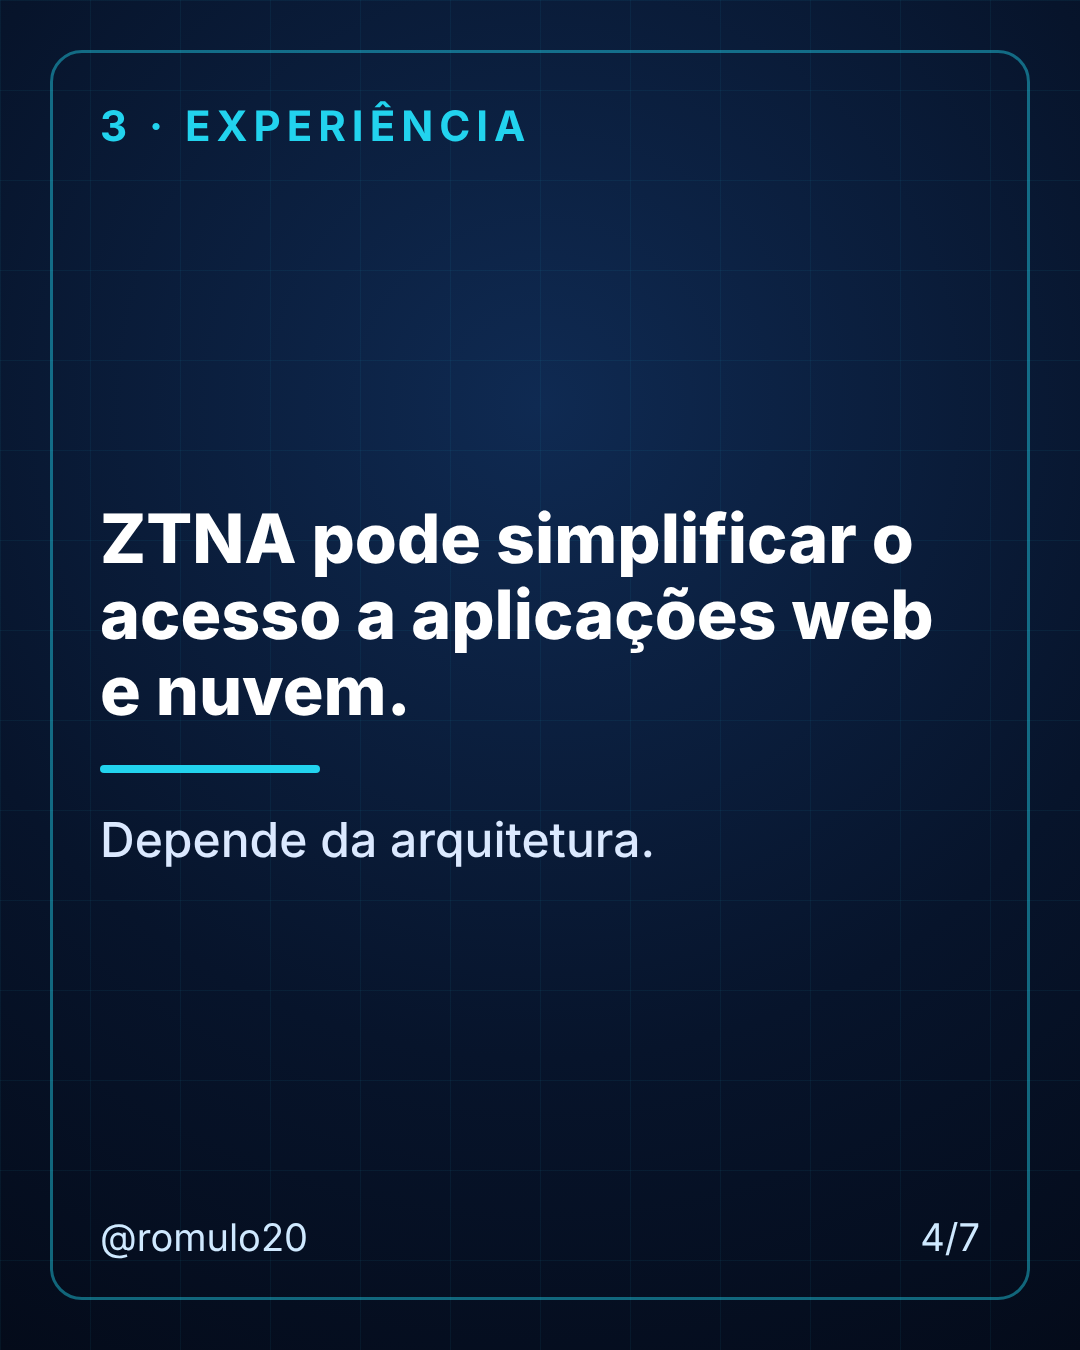 3 · EXPERIÊNCIA
ZTNA pode simplificar o
acesso a aplicações web
e nuvem.
Depende da arquitetura.
@romulo20
4/7